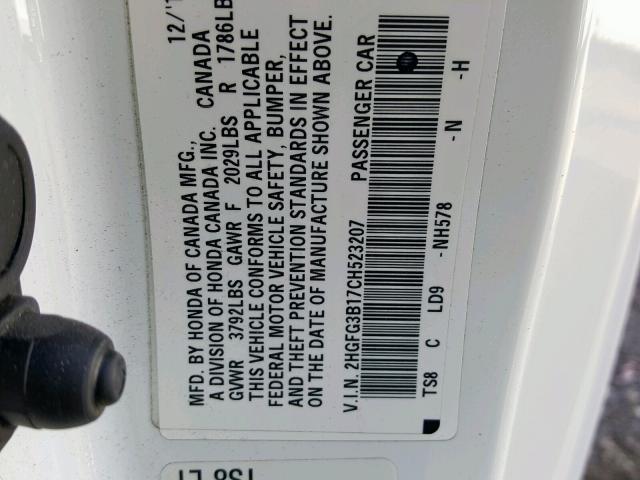 MFD. BY HONDA OF CANADA MFG., 12/1
A DIVISION OF HONDA CANADA INC. CANADA
GVWR 3792LBS GAWR F 2029LBS R 1786LB
THIS VEHICLE CONFORMS TO ALL APPLICABLE
FEDERAL MOTOR VEHICLE SAFETY, BUMPER,
AND THEFT PREVENTION STANDARDS IN EFFECT
ON THE DATE OF MANUFACTURE SHOWN ABOVE.
V.I.N. 2HGFG3B17CH523207 PASSENGER CAR
TS8 C LD9 -NH578 -N -H